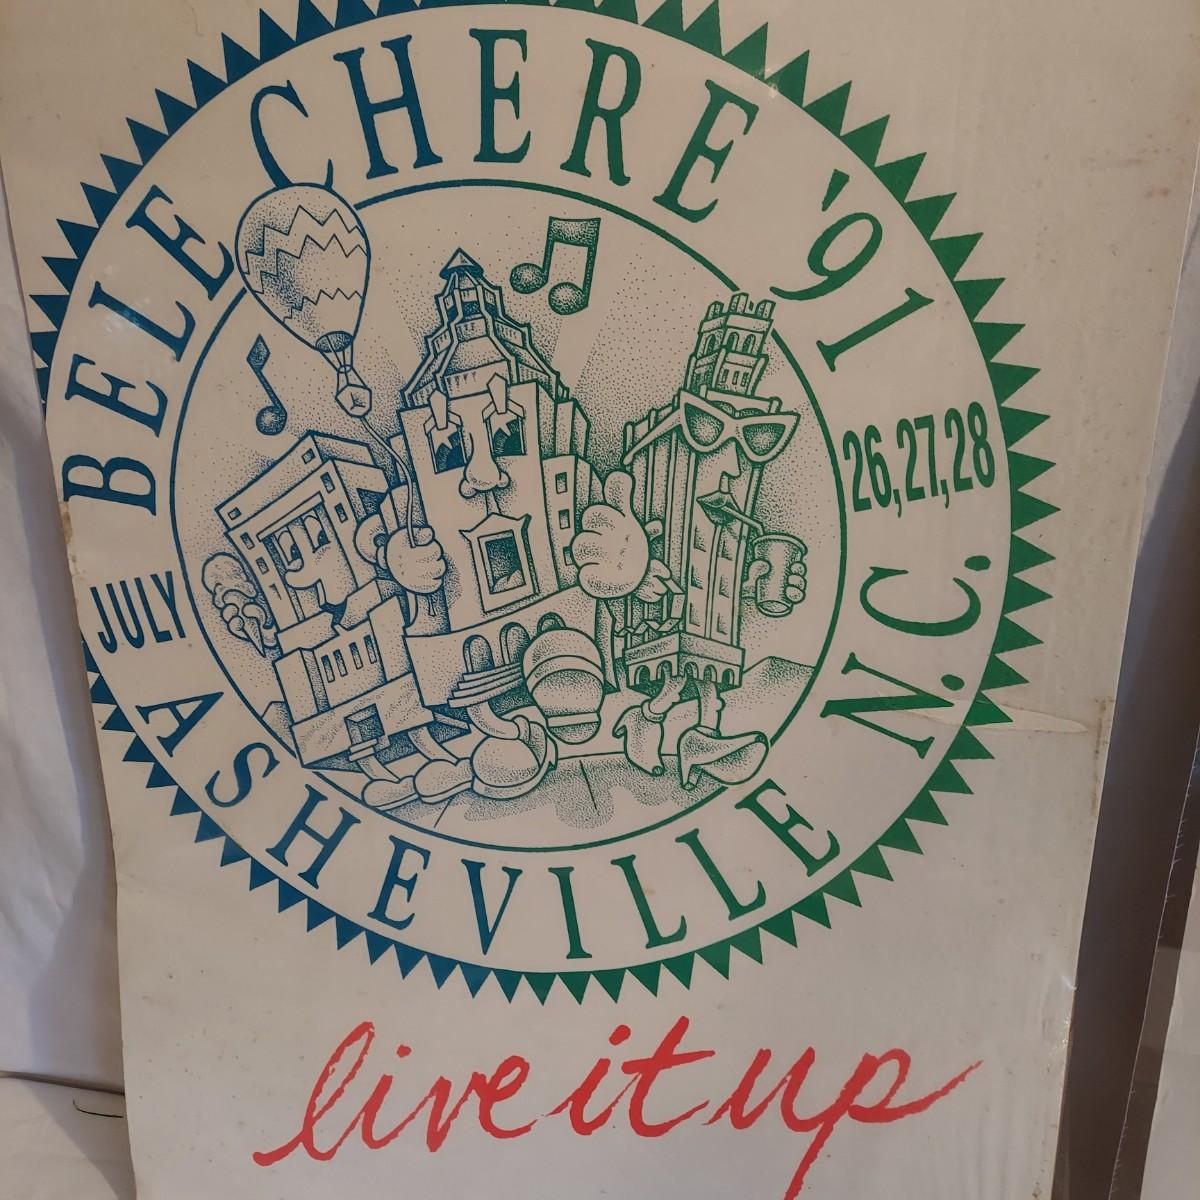 BELE CHERE '91
JULY
26, 27, 28
ASHEVILLE N.C.
live it up